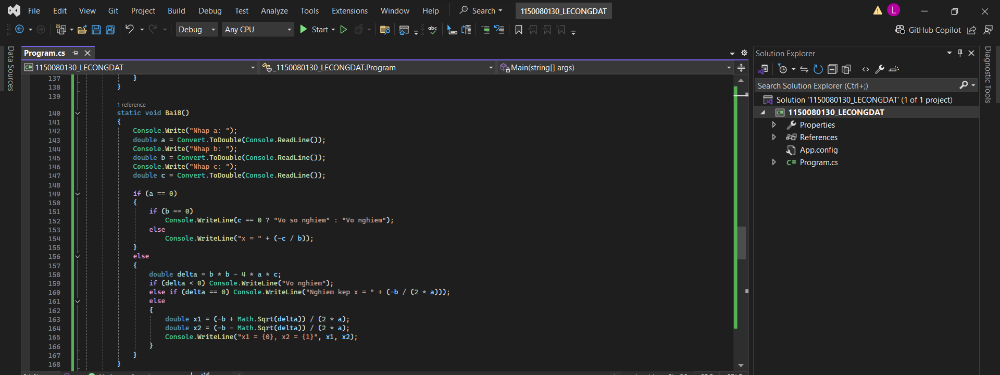 File Edit View Git Project Build Debug Test Analyze Tools Extensions Window Help Search 1150080130_LECONGDAT L
Debug Any CPU Start abc GitHub Copilot
Data Sources
Program.cs
C# 1150080130_LECONGDAT _1150080130_LECONGDAT.Program Main(string[] args)
137 }
138 }
139
1 reference
140 static void Bai8()
141 {
142 Console.Write("Nhap a: ");
143 double a = Convert.ToDouble(Console.ReadLine());
144 Console.Write("Nhap b: ");
145 double b = Convert.ToDouble(Console.ReadLine());
146 Console.Write("Nhap c: ");
147 double c = Convert.ToDouble(Console.ReadLine());
148
149 if (a == 0)
150 {
151 if (b == 0)
152 Console.WriteLine(c == 0 ? "Vo so nghiem" : "Vo nghiem");
153 else
154 Console.WriteLine("x = " + (-c / b));
155 }
156 else
157 {
158 double delta = b * b - 4 * a * c;
159 if (delta < 0) Console.WriteLine("Vo nghiem");
160 else if (delta == 0) Console.WriteLine("Nghiem kep x = " + (-b / (2 * a)));
161 else
162 {
163 double x1 = (-b + Math.Sqrt(delta)) / (2 * a);
164 double x2 = (-b - Math.Sqrt(delta)) / (2 * a);
165 Console.WriteLine("x1 = {0}, x2 = {1}", x1, x2);
166 }
167 }
168 }
Solution Explorer
Search Solution Explorer (Ctrl+;)
Solution '1150080130_LECONGDAT' (1 of 1 project)
C# 1150080130_LECONGDAT
Properties
References
App.config
C# Program.cs
Diagnostic Tools